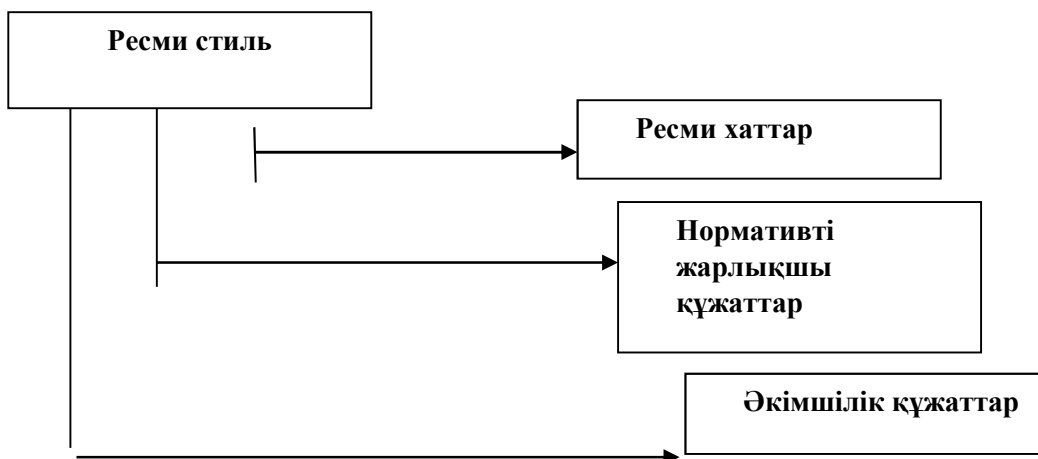 Ресми стиль
Ресми хаттар
Нормативті
жарлықшы
құжаттар
Әкімшілік құжаттар